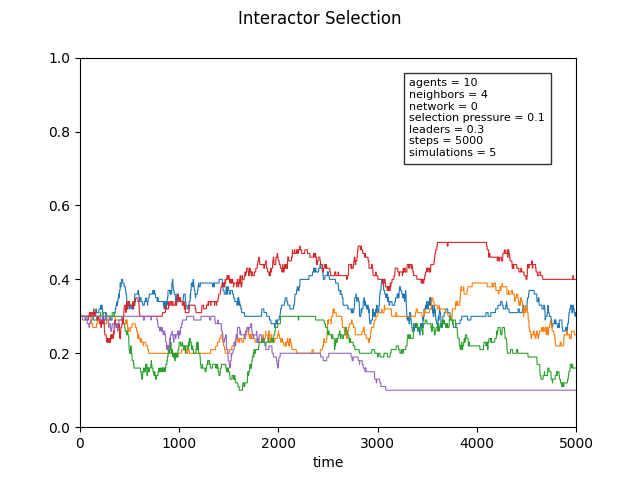 Interactor Selection
1.0
agents = 10
neighbors = 4
network = 0
selection pressure = 0.1
leaders = 0.3
steps = 5000
simulations = 5
0.8
0.6
0.4
0.2
0.0
0 1000 2000 3000 4000 5000
time